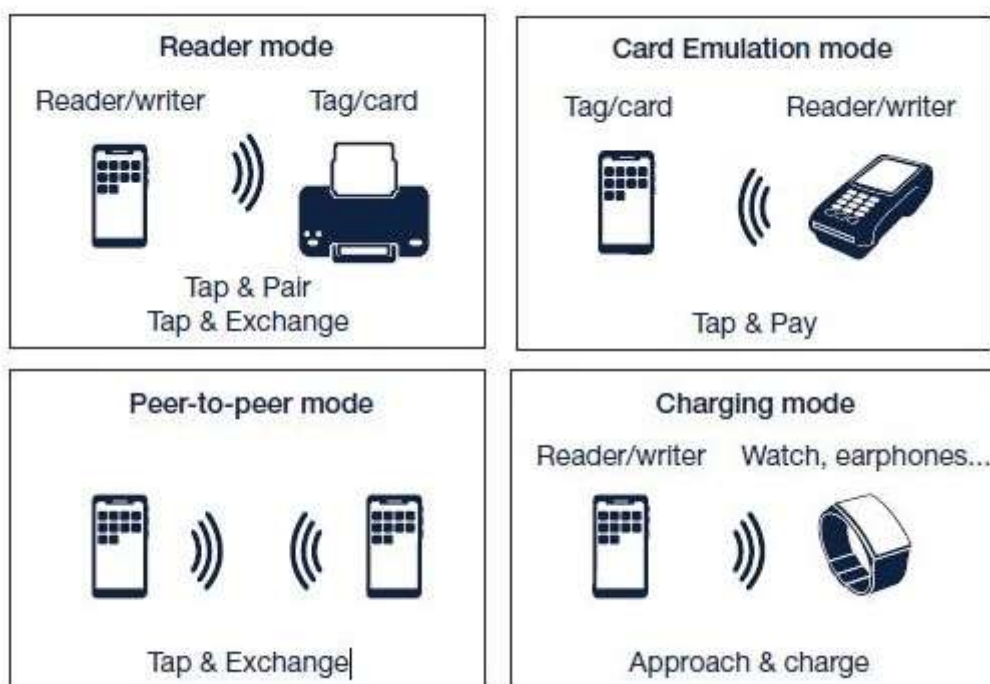 Reader mode
Reader/writer Tag/card
Tap & Pair
Tap & Exchange
Card Emulation mode
Tag/card Reader/writer
Tap & Pay
Peer-to-peer mode
Tap & Exchange
Charging mode
Reader/writer Watch, earphones...
Approach & charge